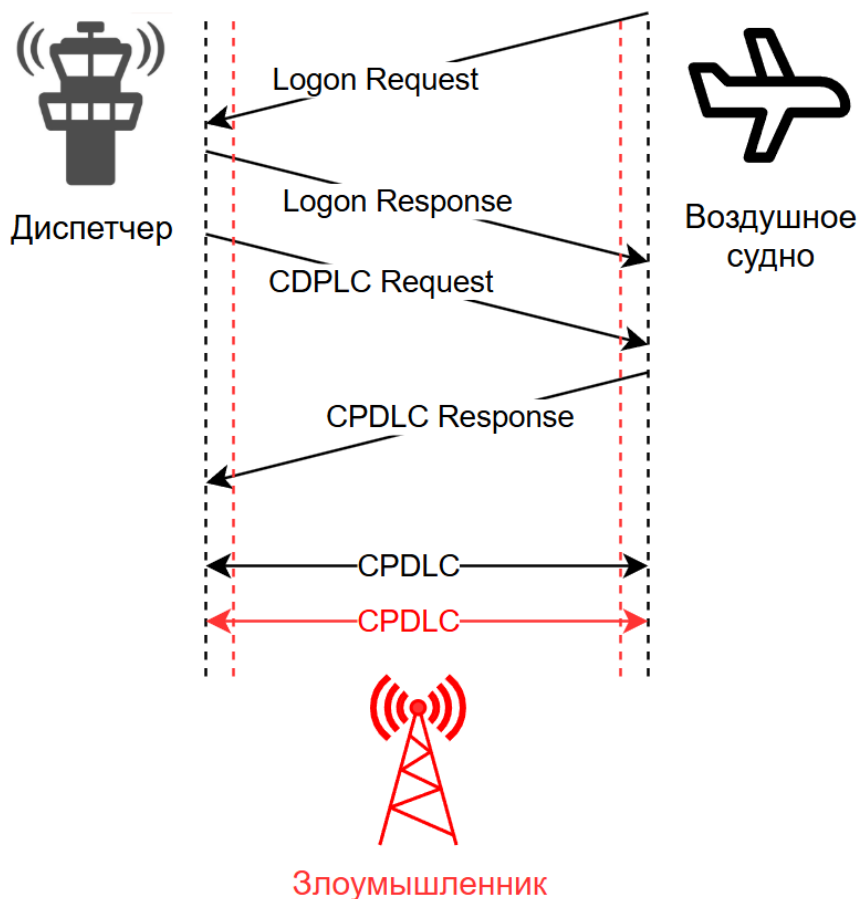 Logon Request
Диспетчер
Logon Response
Воздушное
судно
CDPLC Request
CPDLC Response
CPDLC
CPDLC
Злоумышленник